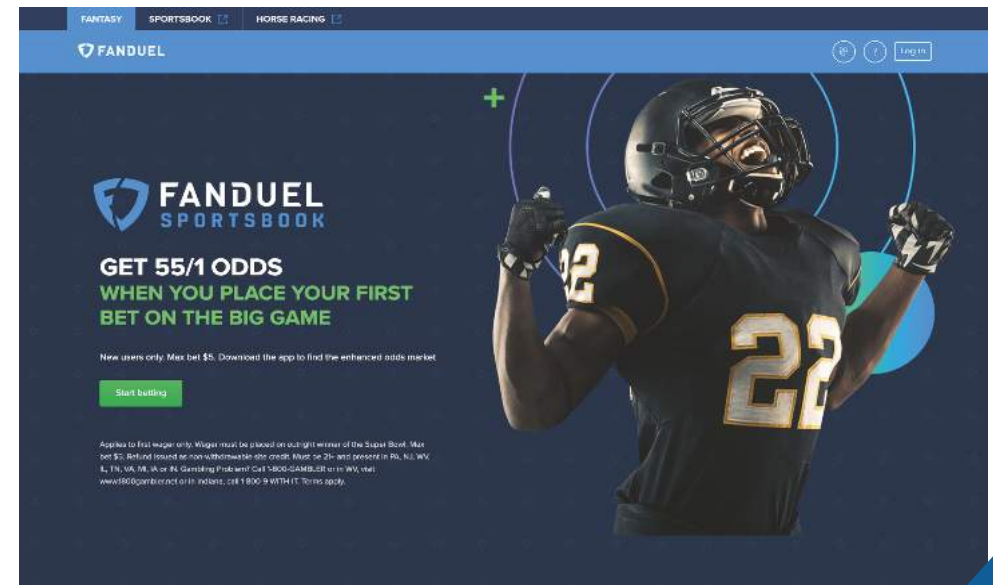 FANTASY SPORTSBOOK HORSE RACING
FANDUEL
? Log in
FANDUEL
SPORTSBOOK
GET 55/1 ODDS
WHEN YOU PLACE YOUR FIRST
BET ON THE BIG GAME
New users only. Max bet $5. Download the app to find the enhanced odds market
Start betting
Applies to first wager only. Wager must be placed on outright winner of the Super Bowl. Max
bet $5. Refund issued as non-withdrawable site credit. Must be 21+ and present in PA, NJ, WV,
IL, TN, VA, MI, IA or IN. Gambling Problem? Call 1-800-GAMBLER or in WV, visit
www.1800gambler.net or in Indiana, call 1-800-9 WITH IT. Terms apply.
22
22